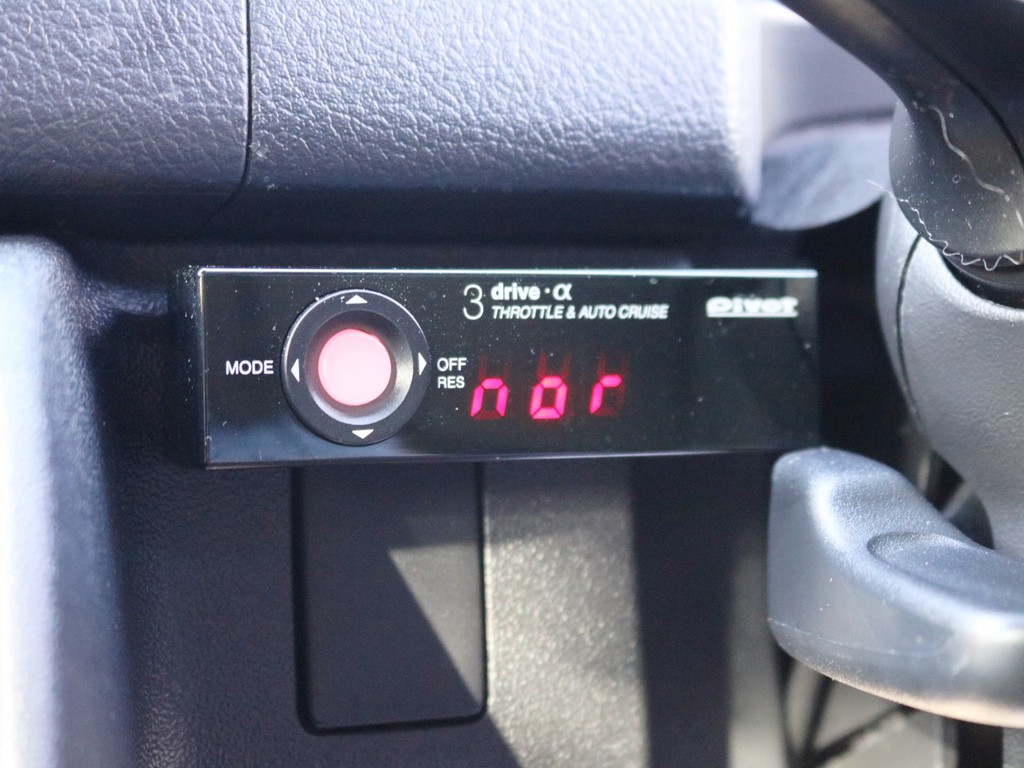 3 drive·α
THROTTLE & AUTO CRUISE
Pivot
MODE
OFF
RES
nor